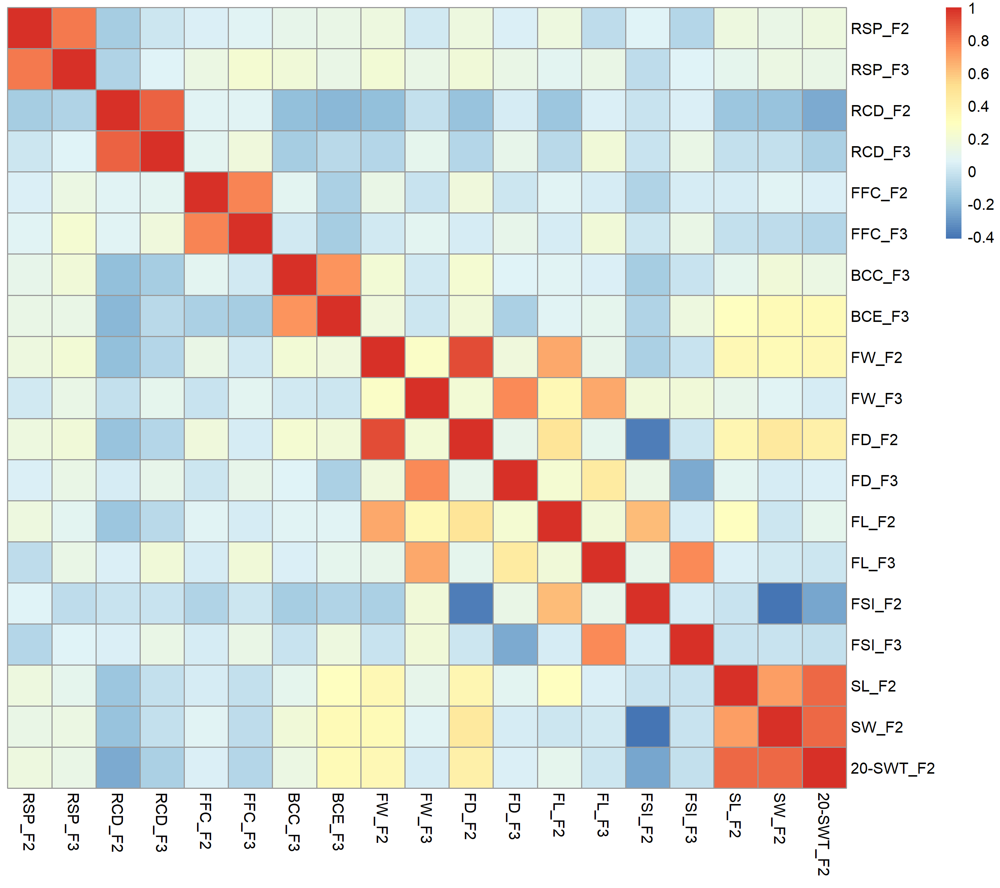 1
0.8
0.6
0.4
0.2
0
-0.2
-0.4
RSP_F2
RSP_F3
RCD_F2
RCD_F3
FFC_F2
FFC_F3
BCC_F3
BCE_F3
FW_F2
FW_F3
FD_F2
FD_F3
FL_F2
FL_F3
FSI_F2
FSI_F3
SL_F2
SW_F2
20-SWT_F2
RSP_F2
RSP_F3
RCD_F2
RCD_F3
FFC_F2
FFC_F3
BCC_F3
BCE_F3
FW_F2
FW_F3
FD_F2
FD_F3
FL_F2
FL_F3
FSI_F2
FSI_F3
SL_F2
SW_F2
20-SWT_F2